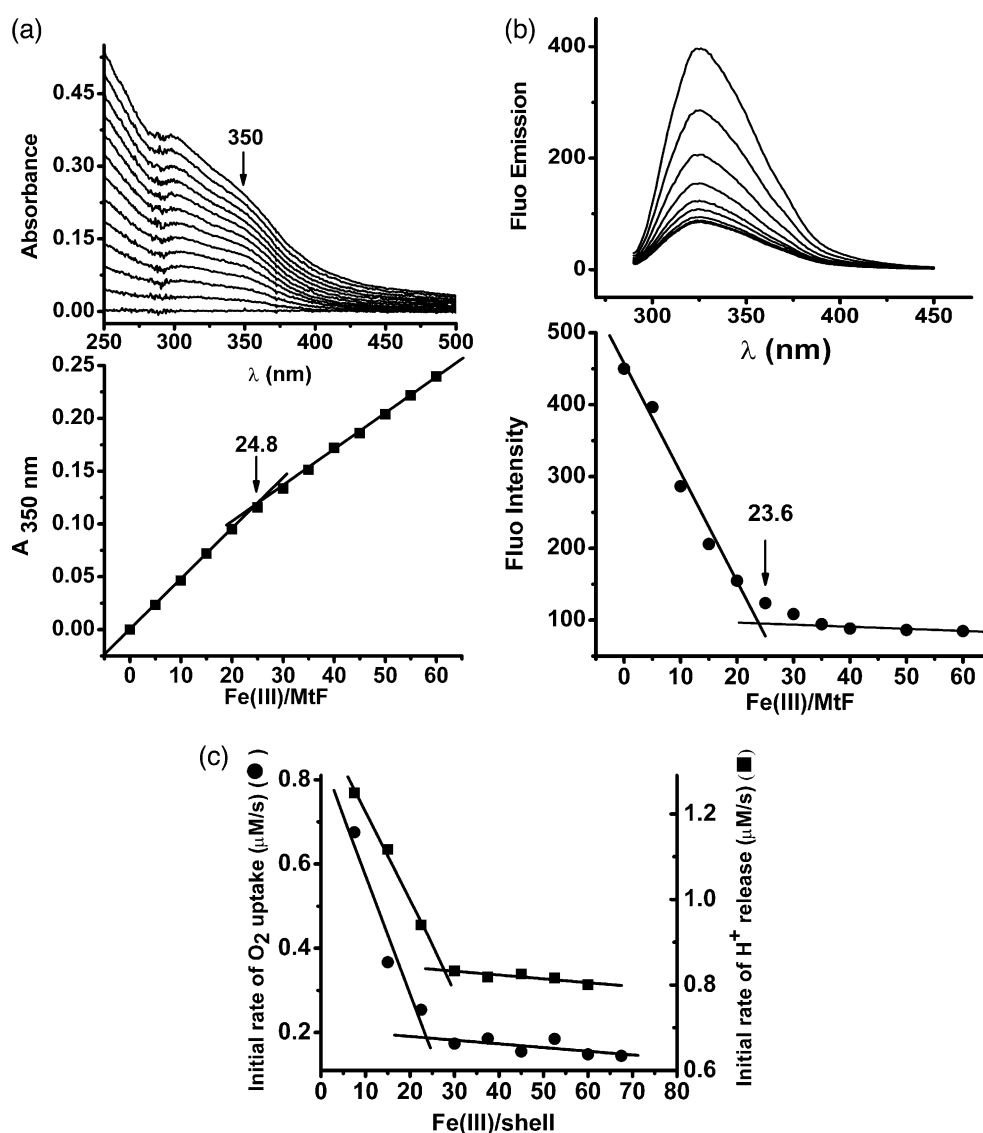 (a)
Absorbance
0.45
0.30
0.15
0.00
350
250 300 350 400 450 500
λ (nm)
A 350 nm
0.25
0.20
0.15
0.10
0.05
0.00
24.8
0 10 20 30 40 50 60
Fe(III)/MtF
(b)
Fluo Emission
400
200
0
300 350 400 450
λ (nm)
Fluo Intensity
500
400
300
200
100
23.6
0 10 20 30 40 50 60
Fe(III)/MtF
(c)
Initial rate of O2 uptake (μM/s) (●)
0.8
0.6
0.4
0.2
Initial rate of H+ release (μM/s) (■)
1.2
1.0
0.8
0.6
0 10 20 30 40 50 60 70 80
Fe(III)/shell